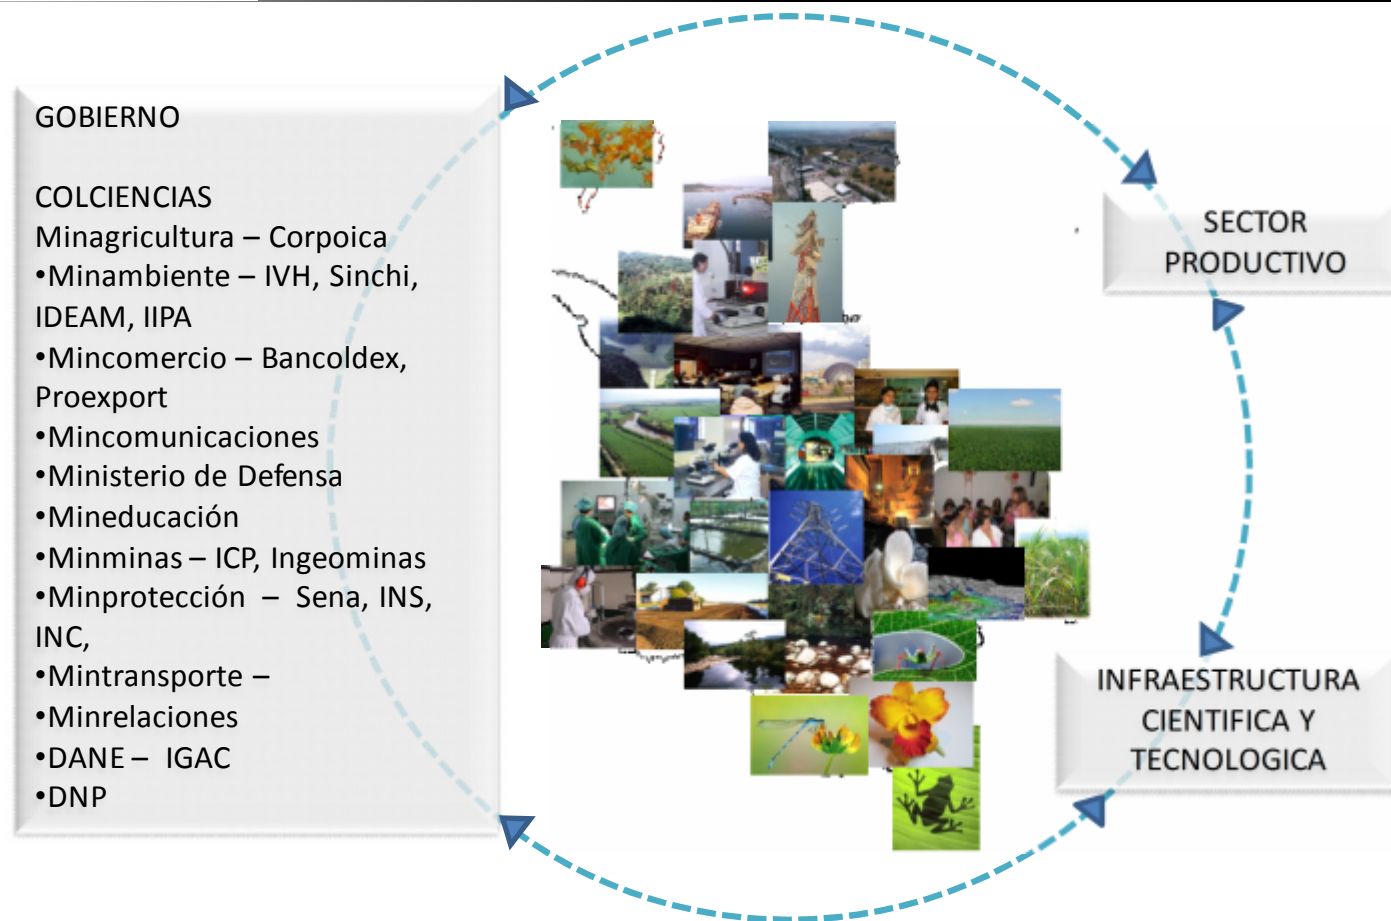 GOBIERNO
COLCIENCIAS
Minagricultura – Corpoica
•Minambiente – IVH, Sinchi,
IDEAM, IIPA
•Mincomercio – Bancoldex,
Proexport
•Mincomunicaciones
•Ministerio de Defensa
•Mineducación
•Minminas – ICP, Ingeominas
•Minprotección – Sena, INS,
INC,
•Mintransporte –
•Minrelaciones
•DANE – IGAC
•DNP
SECTOR
PRODUCTIVO
INFRAESTRUCTURA
CIENTIFICA Y
TECNOLOGICA